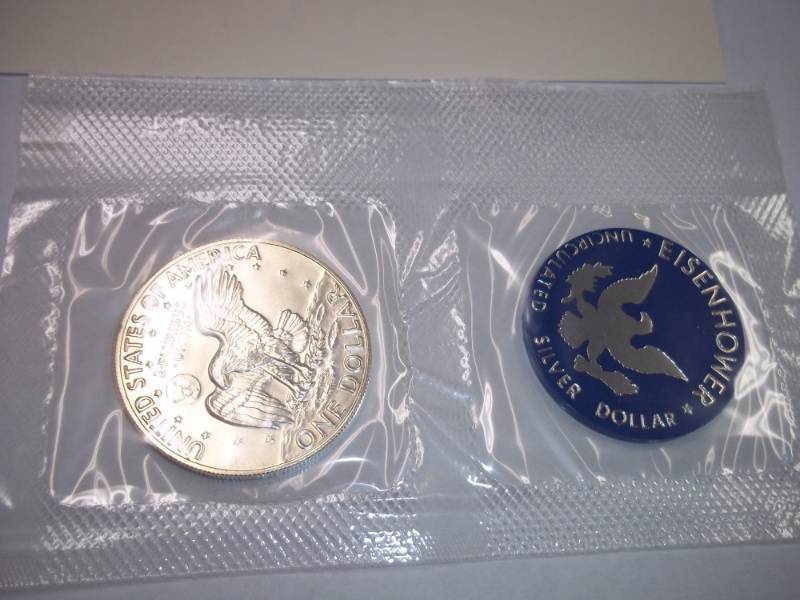 UNITED STATES OF AMERICA
E·PLURIBUS
UNUM
ONE DOLLAR
EISENHOWER
UNCIRCULATED SILVER DOLLAR